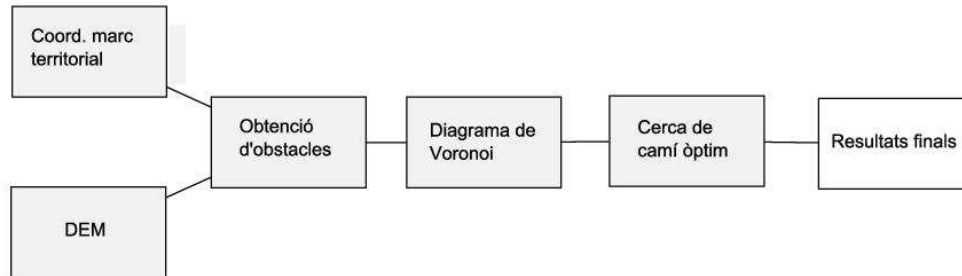 Coord. marc
territorial
DEM
Obtenció
d'obstacles
Diagrama de
Voronoi
Cerca de
camí òptim
Resultats finals